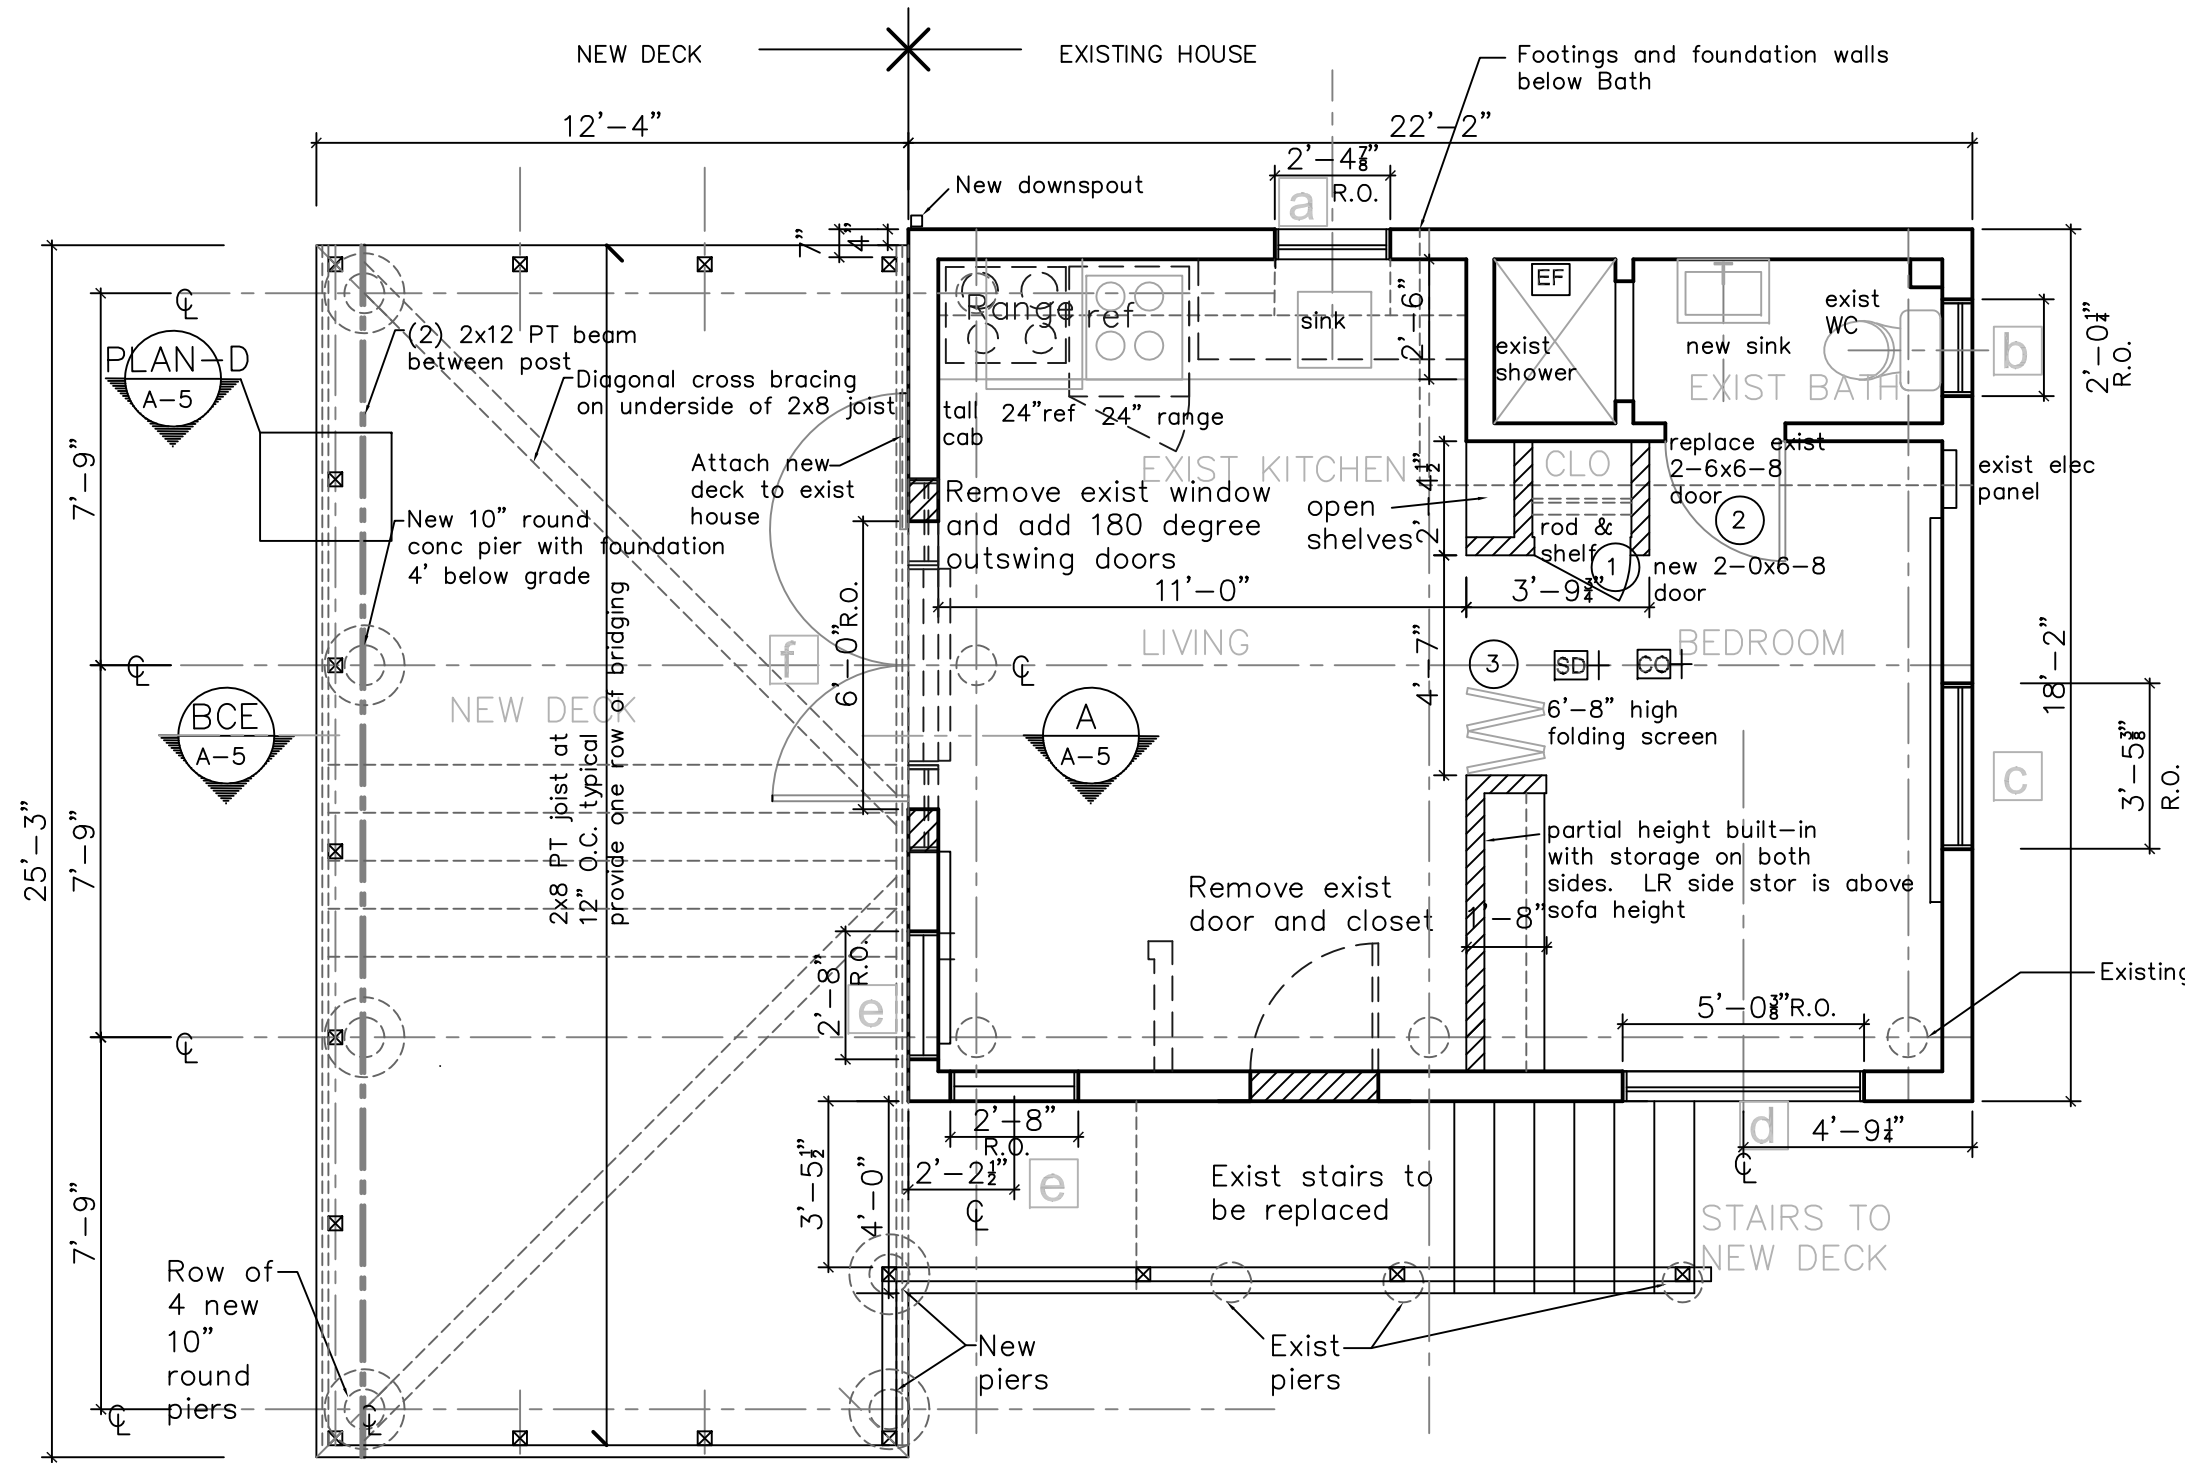 NEW DECK
EXISTING HOUSE
Footings and foundation walls
below Bath
12'-4"
22'-2"
2'-4⅞"
R.O.
a
New downspout
7"
4"
℄
PLAN-D
A-5
(2) 2x12 PT beam
between post
Diagonal cross bracing
on underside of 2x8 joist
Range
ref
sink
2'-6"
EF
exist
shower
exist
WC
new sink
EXIST BATH
b
2'-0¼"
R.O.
tall
cab
24"ref
24" range
Attach new
deck to exist
house
EXIST KITCHEN
Remove exist window
and add 180 degree
outswing doors
open
shelves
2'-4½"
CLO
rod &
shelf
1
replace exist
2-6x6-8
door
2
new 2-0x6-8
door
exist elec
panel
7'-9"
New 10" round
conc pier with foundation
4' below grade
11'-0"
3'-9¾"
℄
f
6'-0"
R.O.
℄
LIVING
BEDROOM
4'-7"
3
SD
CO
6'-8" high
folding screen
18'-2"
NEW DECK
BCE
A-5
A
A-5
c
3'-5⅜"
R.O.
25'-3"
7'-9"
2x8 PT joist at
12" O.C. typical
provide one row of bridging
partial height built-in
with storage on both
sides. LR side stor is above
sofa height
1'-8"
Remove exist
door and closet
2'-8"
R.O.
e
Existing
5'-0⅜"
R.O.
℄
7'-9"
3'-5½"
4'-0"
2'-8"
R.O.
2'-2½"
e
℄
d
4'-9¼"
℄
Exist stairs to
be replaced
STAIRS TO
NEW DECK
Row of
4 new
10"
round
piers
℄
℄
New
piers
Exist
piers